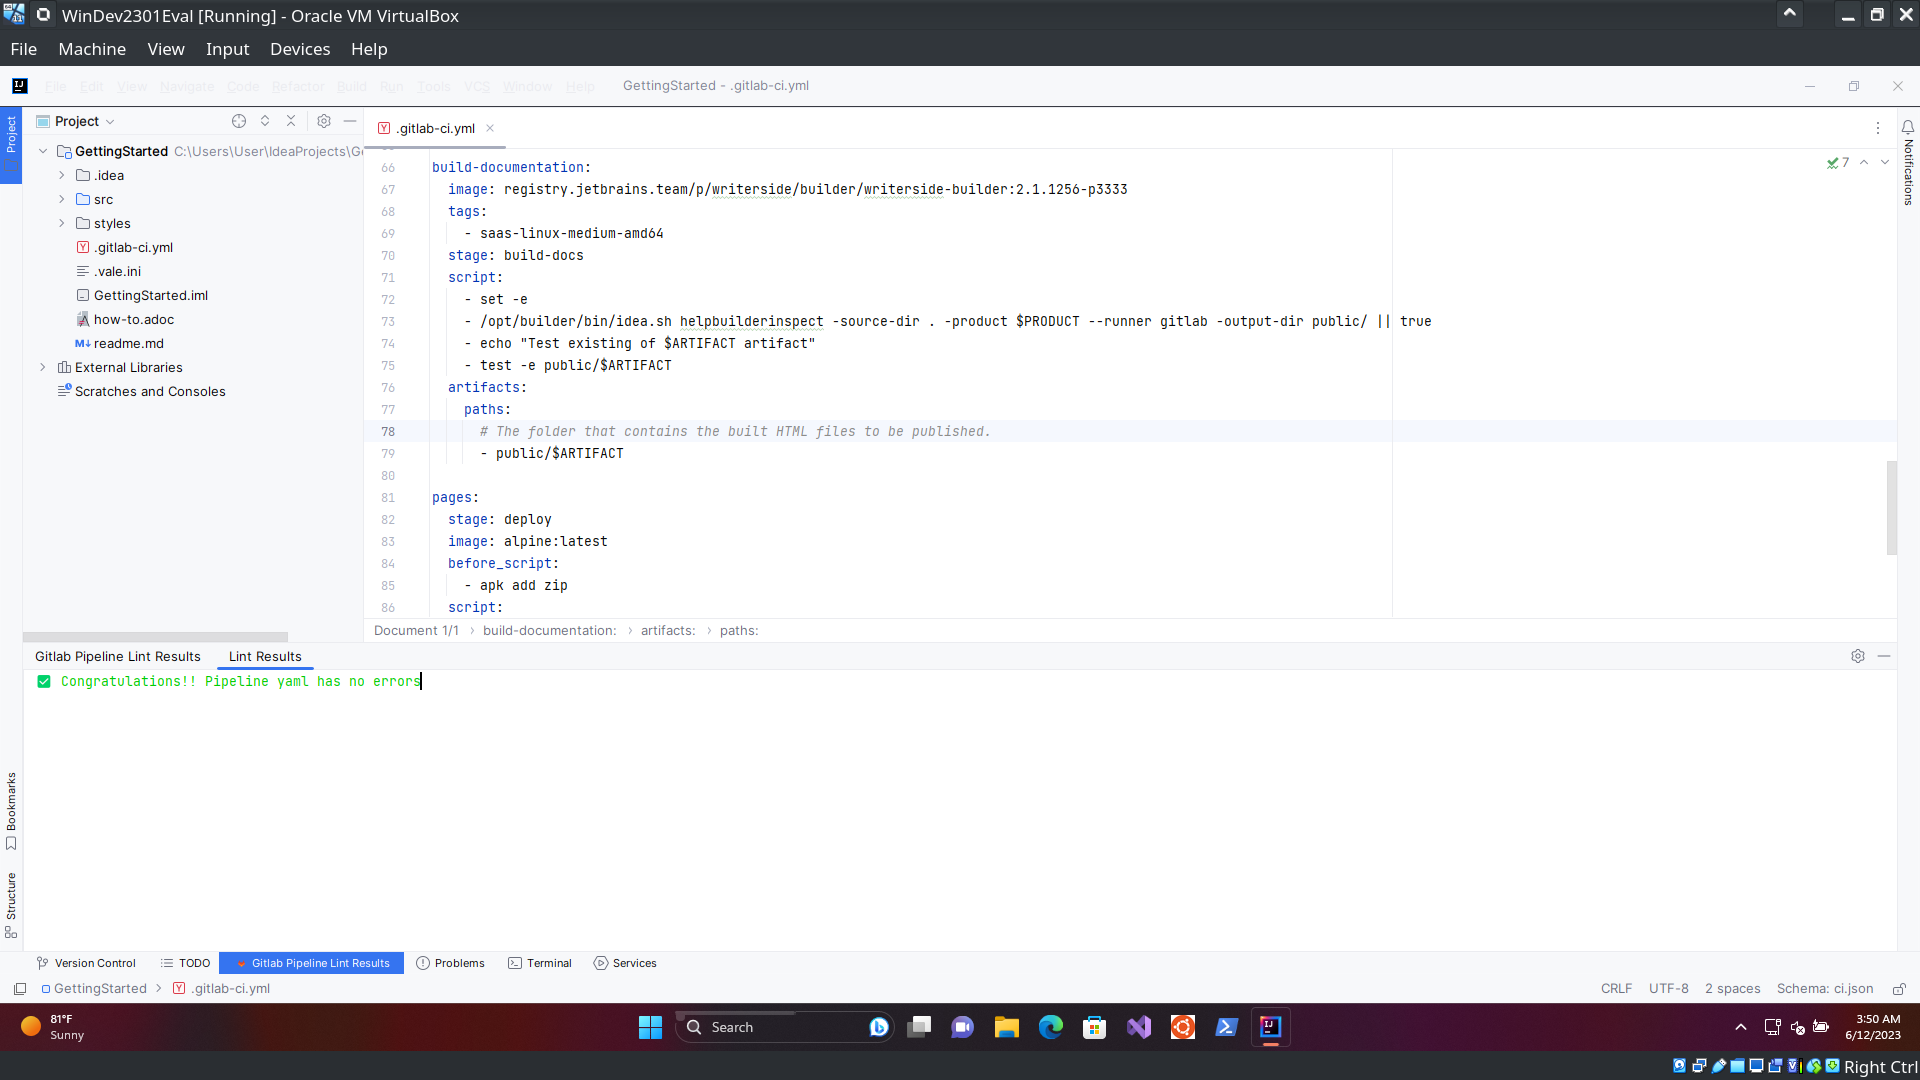 WinDev2301Eval [Running] - Oracle VM VirtualBox
File Machine View Input Devices Help
File Edit View Navigate Code Refactor Build Run Tools VCS Window Help GettingStarted - .gitlab-ci.yml
Project
Project
GettingStarted C:\Users\User\IdeaProjects\G
.idea
src
styles
.gitlab-ci.yml
.vale.ini
GettingStarted.iml
how-to.adoc
readme.md
External Libraries
Scratches and Consoles
.gitlab-ci.yml
7
66 build-documentation:
67 image: registry.jetbrains.team/p/writerside/builder/writerside-builder:2.1.1256-p3333
68 tags:
69 - saas-linux-medium-amd64
70 stage: build-docs
71 script:
72 - set -e
73 - /opt/builder/bin/idea.sh helpbuilderinspect -source-dir . -product $PRODUCT --runner gitlab -output-dir public/ || true
74 - echo "Test existing of $ARTIFACT artifact"
75 - test -e public/$ARTIFACT
76 artifacts:
77 paths:
78 # The folder that contains the built HTML files to be published.
79 - public/$ARTIFACT
80
81 pages:
82 stage: deploy
83 image: alpine:latest
84 before_script:
85 - apk add zip
86 script:
Document 1/1 › build-documentation: › artifacts: › paths:
Notifications
Gitlab Pipeline Lint Results Lint Results
✅ Congratulations!! Pipeline yaml has no errors
Bookmarks
Structure
Version Control TODO Gitlab Pipeline Lint Results Problems Terminal Services
GettingStarted › .gitlab-ci.yml
CRLF UTF-8 2 spaces Schema: ci.json
81°F
Sunny
Search
3:50 AM
6/12/2023
Right Ctrl